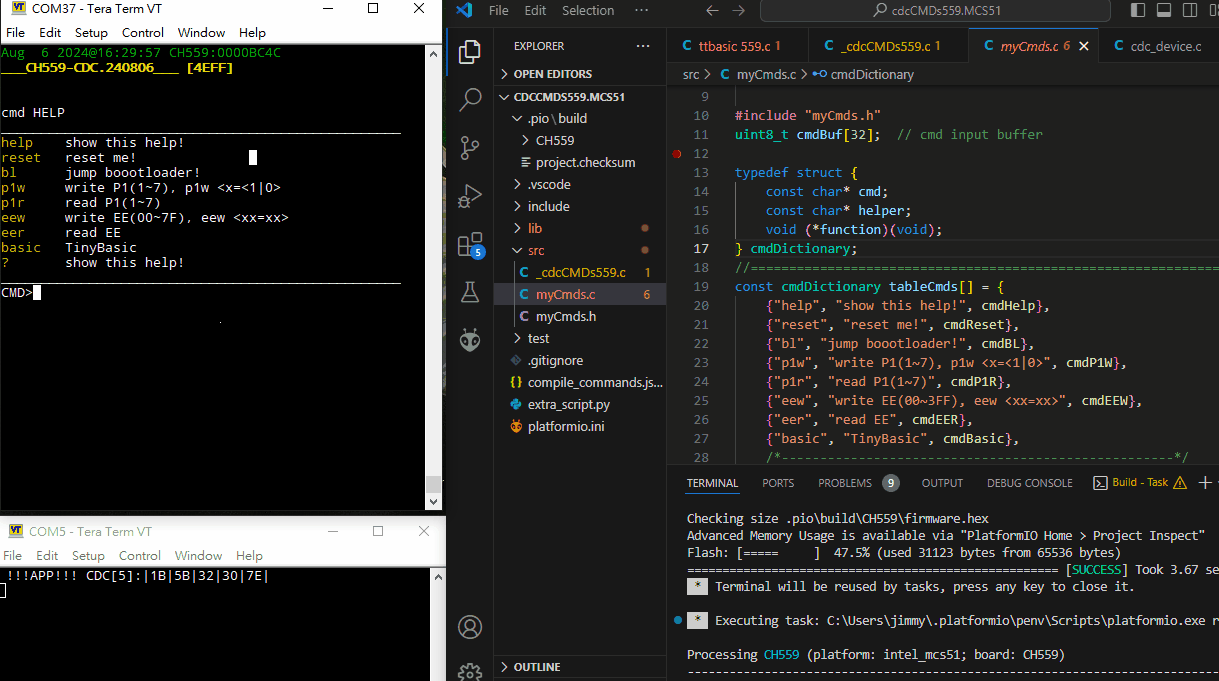 COM37 - Tera Term VT
File Edit Setup Control Window Help
Aug 6 2024@16:29:57 CH559:0000BC4C
___CH559-CDC.240806___ [4EFF]
cmd HELP
help show this help!
reset reset me!
bl jump boootloader!
p1w write P1(1~7), p1w <x=<1|0>
p1r read P1(1~7)
eew write EE(00~7F), eew <xx=xx>
eer read EE
basic TinyBasic
? show this help!
CMD>
COM5 - Tera Term VT
File Edit Setup Control Window Help
!!!APP!!! CDC[5]:|1B|5B|32|30|7E|
File Edit Selection ···
cdcCMDs559.MCS51
EXPLORER ···
OPEN EDITORS
CDCCMDS559.MCS51
.pio\build
CH559
project.checksum
.vscode
include
lib
src
C _cdcCMDs559.c 1
C myCmds.c 6
C myCmds.h
test
.gitignore
{} compile_commands.js...
extra_script.py
platformio.ini
OUTLINE
5
C ttbasic 559.c 1 C _cdcCMDs559.c 1 C myCmds.c 6 C cdc_device.c
src > C myCmds.c > cmdDictionary
9
10 #include "myCmds.h"
11 uint8_t cmdBuf[32]; // cmd input buffer
12
13 typedef struct {
14 const char* cmd;
15 const char* helper;
16 void (*function)(void);
17 } cmdDictionary;
18 //==========================================================
19 const cmdDictionary tableCmds[] = {
20 {"help", "show this help!", cmdHelp},
21 {"reset", "reset me!", cmdReset},
22 {"bl", "jump boootloader!", cmdBL},
23 {"p1w", "write P1(1~7), p1w <x=<1|0>", cmdP1W},
24 {"p1r", "read P1(1~7)", cmdP1R},
25 {"eew", "write EE(00~3FF), eew <xx=xx>", cmdEEW},
26 {"eer", "read EE", cmdEER},
27 {"basic", "TinyBasic", cmdBasic},
28 /*--------------------------------------------------*/
TERMINAL PORTS PROBLEMS 9 OUTPUT DEBUG CONSOLE Build - Task
Checking size .pio\build\CH559\firmware.hex
Advanced Memory Usage is available via "PlatformIO Home > Project Inspect"
Flash: [===== ] 47.5% (used 31123 bytes from 65536 bytes)
===================================================== [SUCCESS] Took 3.67 se
* Terminal will be reused by tasks, press any key to close it.
* Executing task: C:\Users\jimmy\.platformio\penv\Scripts\platformio.exe r
Processing CH559 (platform: intel_mcs51; board: CH559)
--------------------------------------------------------------------------